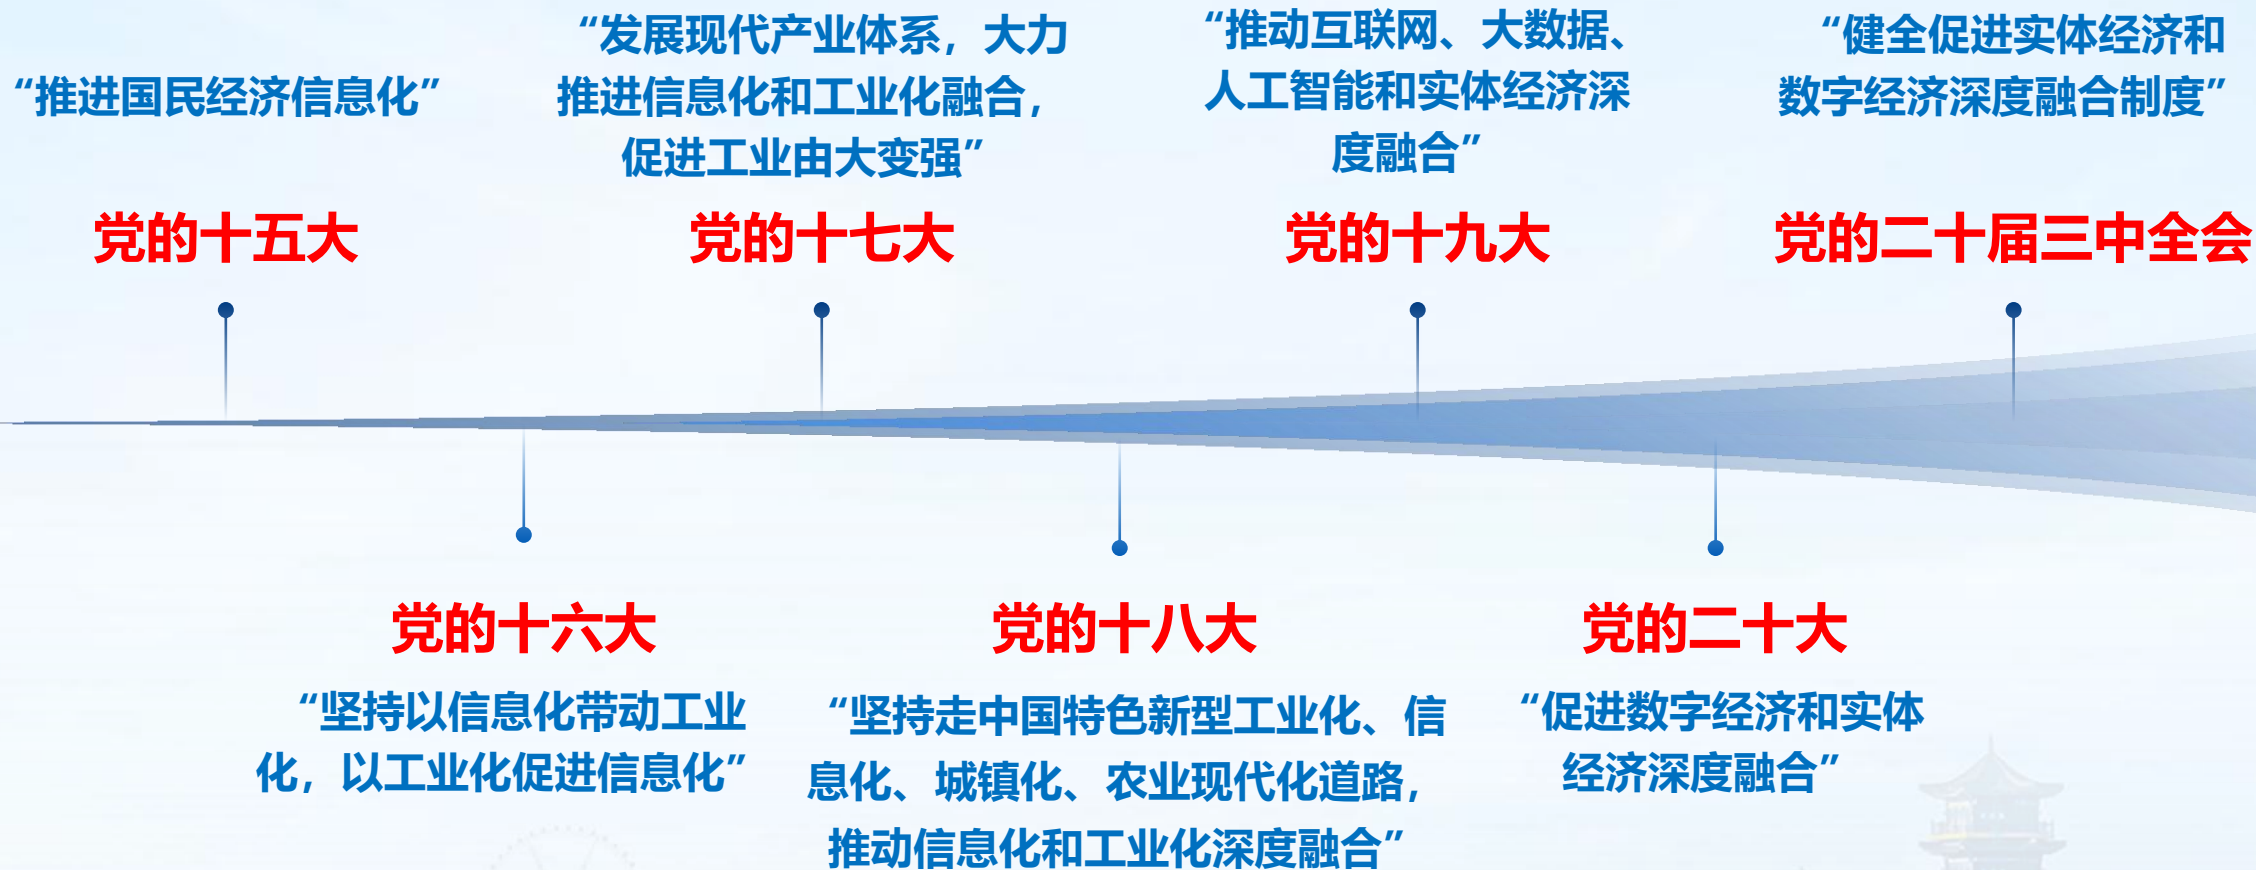 “推进国民经济信息化”
党的十五大
“发展现代产业体系，大力
推进信息化和工业化融合，
促进工业由大变强”
党的十七大
“推动互联网、大数据、
人工智能和实体经济深
度融合”
党的十九大
“健全促进实体经济和
数字经济深度融合制度”
党的二十届三中全会
党的十六大
“坚持以信息化带动工业
化，以工业化促进信息化”
党的十八大
“坚持走中国特色新型工业化、信
息化、城镇化、农业现代化道路，
推动信息化和工业化深度融合”
党的二十大
“促进数字经济和实体
经济深度融合”